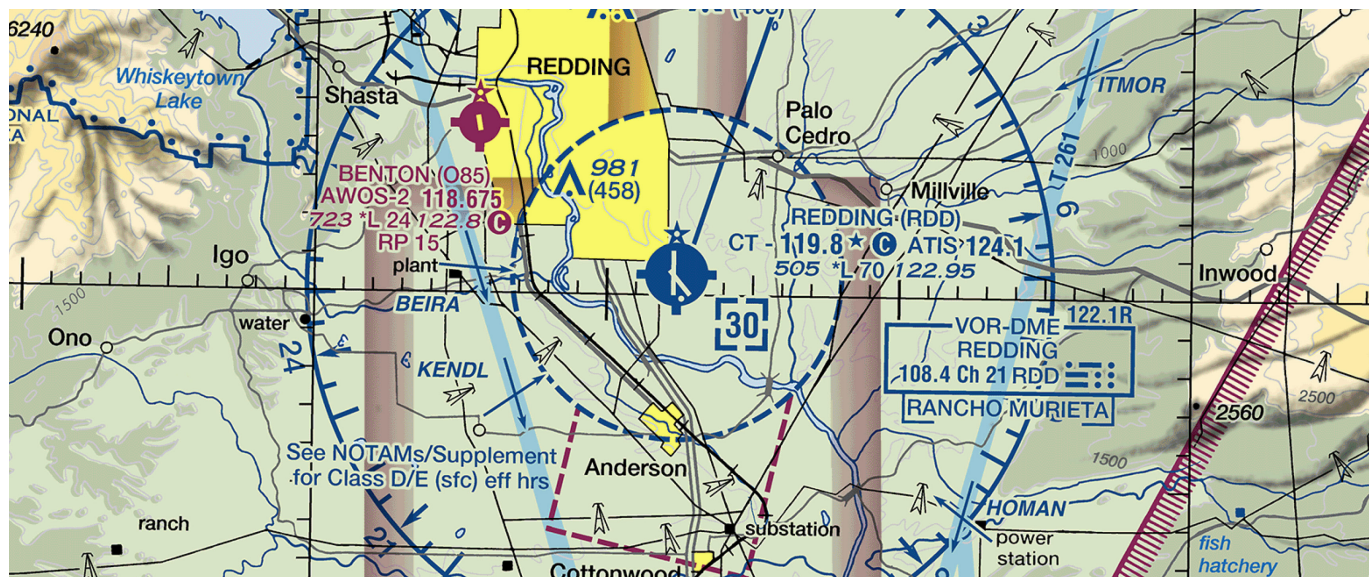 6240
(458)
REDDING
Whiskeytown
Lake
Shasta
ONAL
A
3
ITMOR
Palo
Cedro
1000
T 261
981
(458)
BENTON (O85)
AWOS-2 118.675
723 *L 24 122.8 C
RP 15
Millville
6
REDDING (RDD)
CT - 119.8 ★ C ATIS 124.1
505 *L 70 122.95
Igo
plant
1500
BEIRA
Inwood
[30]
water
Ono
24
3
KENDL
122.1R
VOR-DME
REDDING
108.4 Ch 21 RDD
RANCHO MURIETA
2560
2500
See NOTAMs/Supplement
for Class D/E (sfc) eff hrs
Anderson
1500
HOMAN
ranch
21
substation
power
station
fish
hatchery
Cottonwood